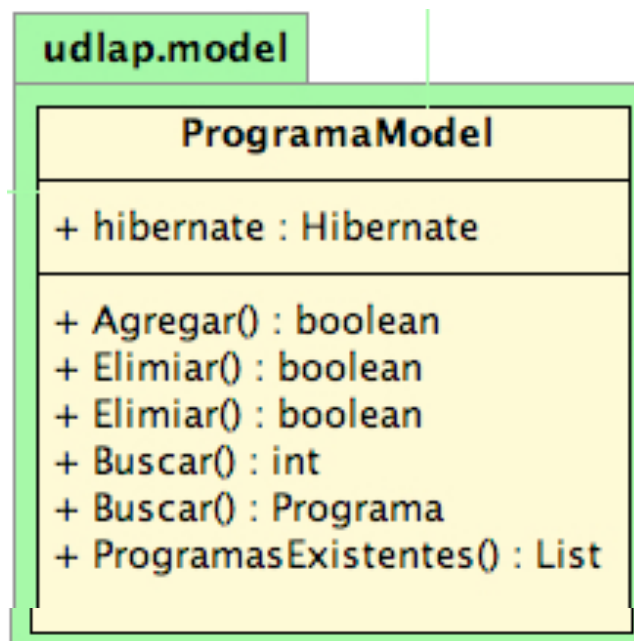 udlap.model
ProgramaModel
+ hibernate : Hibernate
+ Agregar() : boolean
+ Elimiar() : boolean
+ Elimiar() : boolean
+ Buscar() : int
+ Buscar() : Programa
+ ProgramasExistentes() : List